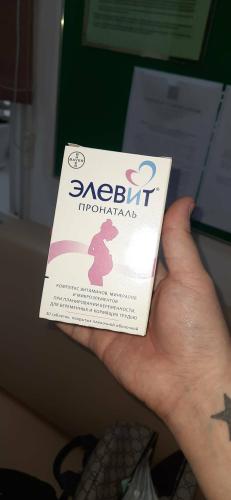 BAYER
ЭЛЕВИТ®
ПРОНАТАЛЬ
КОМПЛЕКС ВИТАМИНОВ, МИНЕРАЛОВ
И МИКРОЭЛЕМЕНТОВ
ПРИ ПЛАНИРОВАНИИ БЕРЕМЕННОСТИ,
ДЛЯ БЕРЕМЕННЫХ И КОРМЯЩИХ ГРУДЬЮ
30 таблеток, покрытых пленочной оболочкой